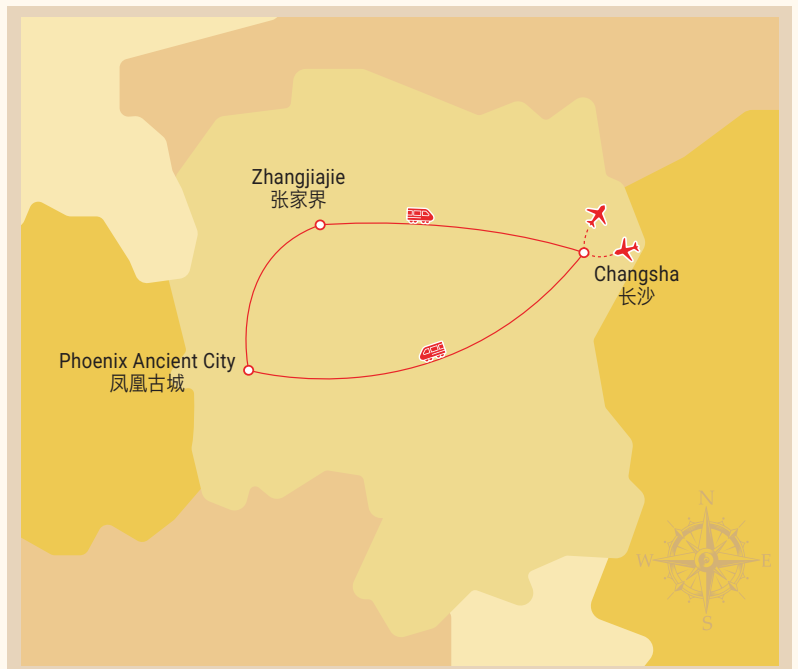 Zhangjiajie
张家界
Changsha
长沙
Phoenix Ancient City
凤凰古城
N
W
E
S